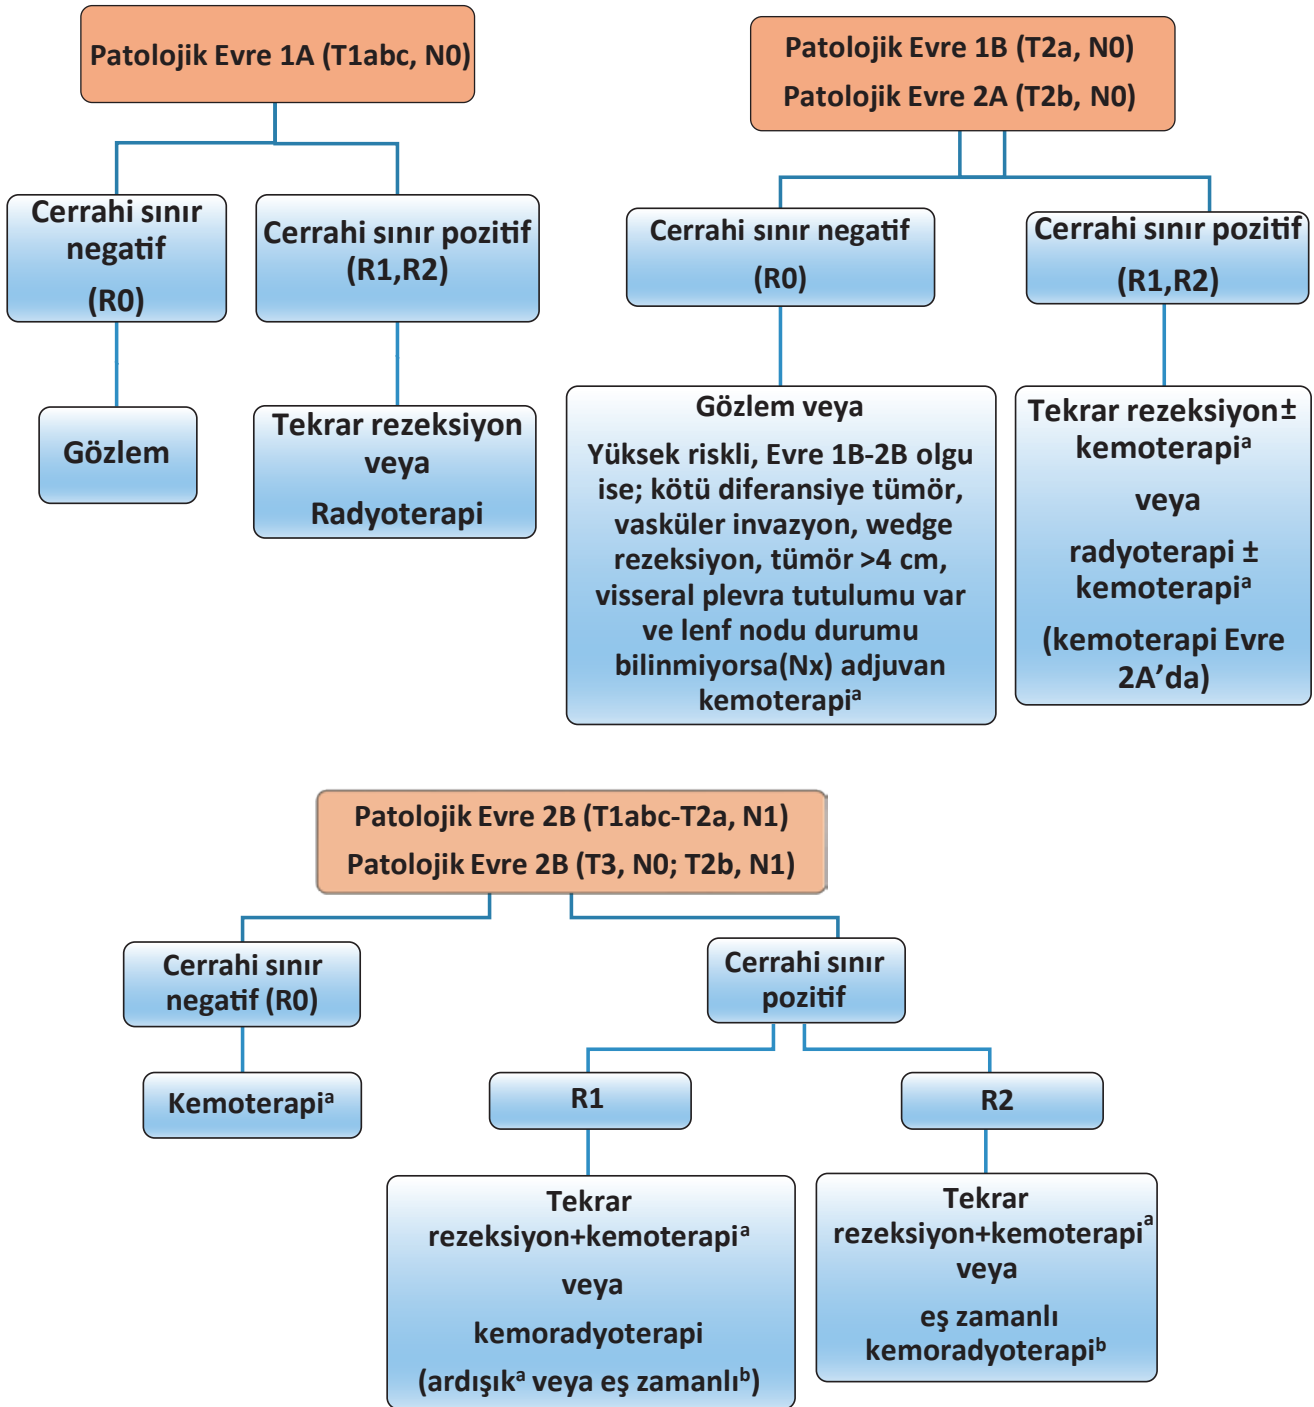 Patolojik Evre 1A (T1abc, N0)
Cerrahi sınır
negatif
(R0)
Cerrahi sınır pozitif
(R1,R2)
Gözlem
Tekrar rezeksiyon
veya
Radyoterapi
Patolojik Evre 1B (T2a, N0)
Patolojik Evre 2A (T2b, N0)
Cerrahi sınır negatif
(R0)
Cerrahi sınır pozitif
(R1,R2)
Gözlem veya
Yüksek riskli, Evre 1B-2B olgu
ise; kötü diferansiye tümör,
vasküler invazyon, wedge
rezeksiyon, tümör >4 cm,
visseral plevra tutulumu var
ve lenf nodu durumu
bilinmiyorsa(Nx) adjuvan
kemoterapiᵃ
Tekrar rezeksiyon±
kemoterapiᵃ
veya
radyoterapi ±
kemoterapiᵃ
(kemoterapi Evre
2A’da)
Patolojik Evre 2B (T1abc-T2a, N1)
Patolojik Evre 2B (T3, N0; T2b, N1)
Cerrahi sınır
negatif (R0)
Cerrahi sınır
pozitif
Kemoterapiᵃ
R1
R2
Tekrar
rezeksiyon+kemoterapiᵃ
veya
kemoradyoterapi
(ardışıkᵃ veya eş zamanlıᵇ)
Tekrar
rezeksiyon+kemoterapiᵃ
veya
eş zamanlı
kemoradyoterapiᵇ